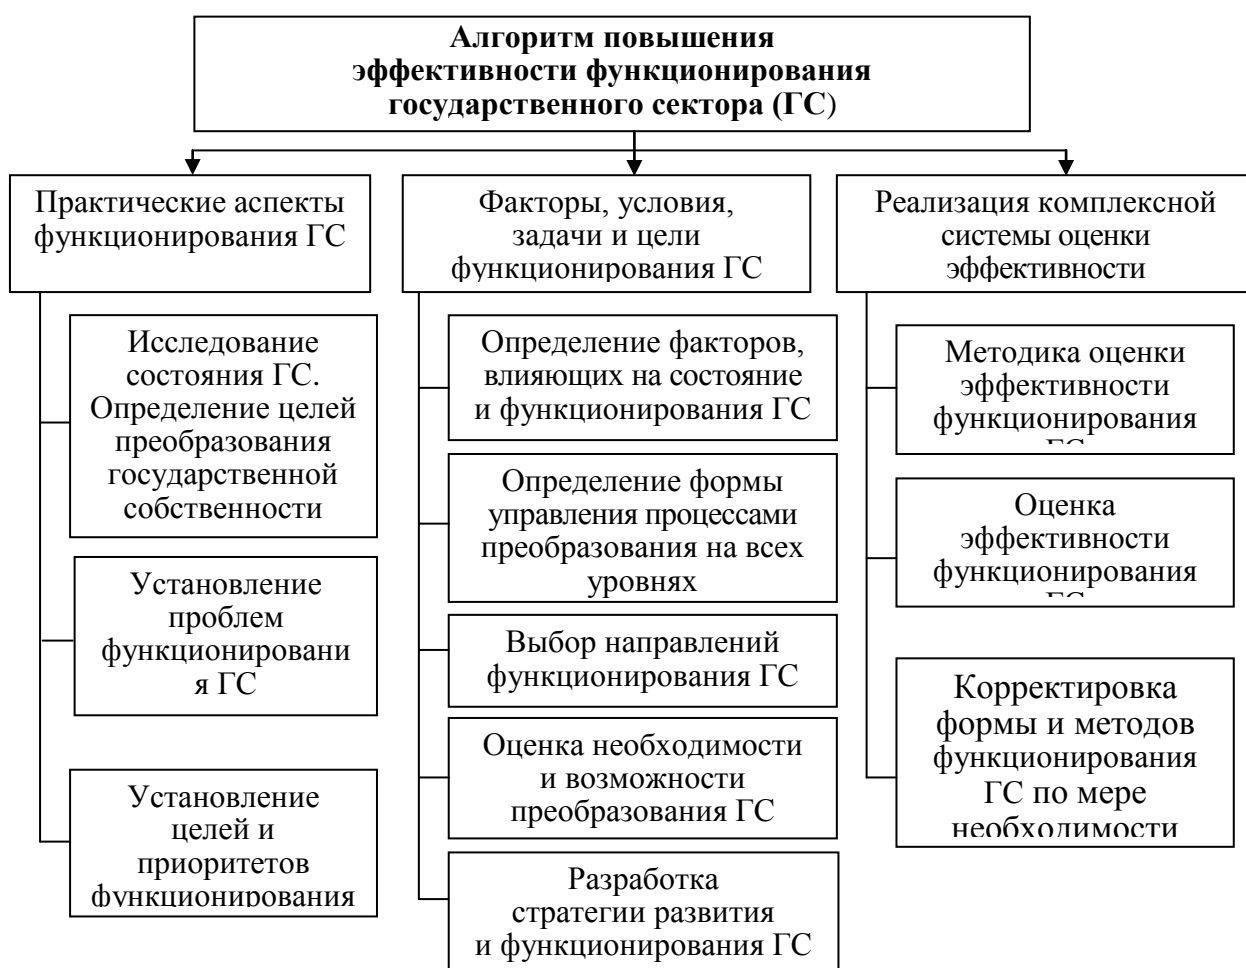 Алгоритм повышения
эффективности функционирования
государственного сектора (ГС)
Практические аспекты
функционирования ГС
Исследование
состояния ГС.
Определение целей
преобразования
государственной
собственности
Установление
проблем
функционировани
я ГС
Установление
целей и
приоритетов
функционирования
Факторы, условия,
задачи и цели
функционирования ГС
Определение факторов,
влияющих на состояние
и функционирования ГС
Определение формы
управления процессами
преобразования на всех
уровнях
Выбор направлений
функционирования ГС
Оценка необходимости
и возможности
преобразования ГС
Разработка
стратегии развития
и функционирования ГС
Реализация комплексной
системы оценки
эффективности
Методика оценки
эффективности
функционирования
Оценка
эффективности
функционирования
Корректировка
формы и методов
функционирования
ГС по мере
необходимости